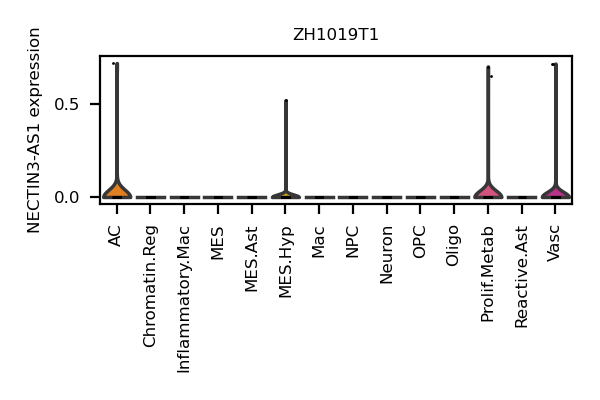 ZH1019T1
NECTIN3-AS1 expression
0.5
0.0
AC
Chromatin.Reg
Inflammatory.Mac
MES
MES.Ast
MES.Hyp
Mac
NPC
Neuron
OPC
Oligo
Prolif.Metab
Reactive.Ast
Vasc